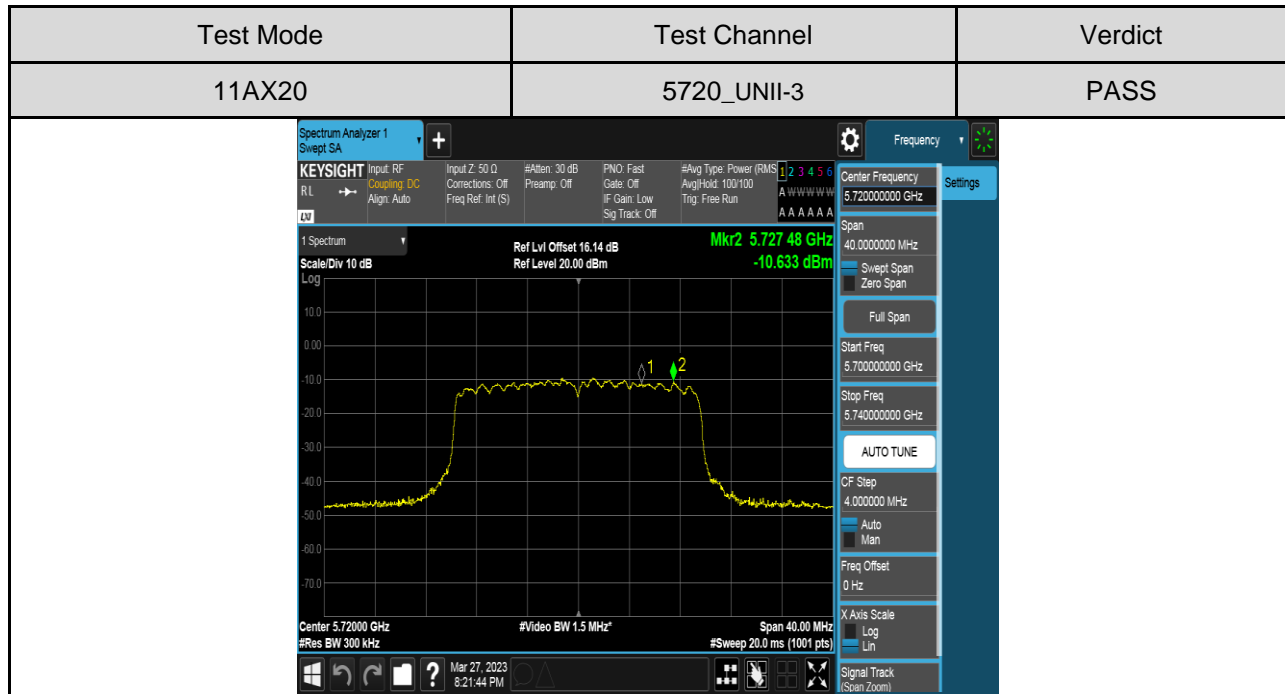 Test Mode Test Channel Verdict
11AX20 5720_UNII-3 PASS
Spectrum Analyzer 1
Swept SA
+
Frequency
KEYSIGHT
RL
LXI
Input: RF
Coupling: DC
Align: Auto
Input Z: 50 Ω
Corrections: Off
Freq Ref: Int (S)
#Atten: 30 dB
Preamp: Off
PNO: Fast
Gate: Off
IF Gain: Low
Sig Track: Off
#Avg Type: Power (RMS
Avg|Hold: 100/100
Trig: Free Run
1 2 3 4 5 6
A W W W W W
A A A A A A
1 Spectrum
Scale/Div 10 dB
Log
Ref Lvl Offset 16.14 dB
Ref Level 20.00 dBm
Mkr2 5.727 48 GHz
-10.633 dBm
10.0
0.00
-10.0
-20.0
-30.0
-40.0
-50.0
-60.0
-70.0
1
2
Center 5.72000 GHz
#Res BW 300 kHz
#Video BW 1.5 MHz*
Span 40.00 MHz
#Sweep 20.0 ms (1001 pts)
?
Mar 27, 2023
8:21:44 PM
Center Frequency
5.720000000 GHz
Settings
Span
40.0000000 MHz
Swept Span
Zero Span
Full Span
Start Freq
5.700000000 GHz
Stop Freq
5.740000000 GHz
AUTO TUNE
CF Step
4.000000 MHz
Auto
Man
Freq Offset
0 Hz
X Axis Scale
Log
Lin
Signal Track
(Span Zoom)